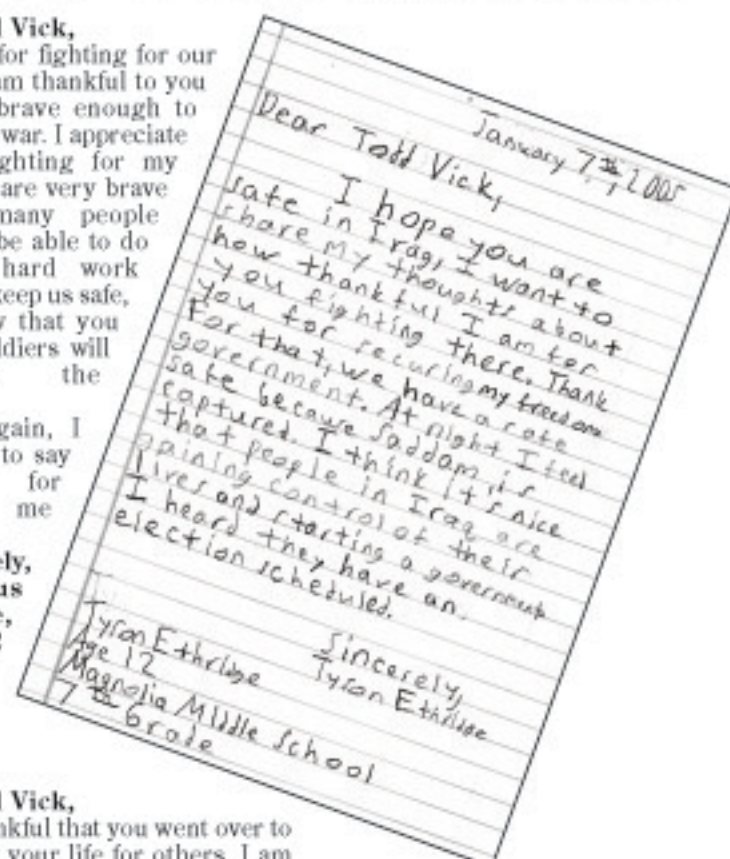 Vick,
for fighting for our
am thankful to you
brave enough to
war. I appreciate
ghting for my
are very brave
many people
be able to do
hard work
keep us safe,
that you
ldiers will
the
gain, I
to say
for
me
ely,
us
January 7th, 2005
Dear Todd Vick,
I hope you are
safe in Iraq, I want to
share my thoughts about
how thankful I am for
you fighting there. Thank
you for securing my freedom
For that, we have a safe
government. At night I feel
safe because Saddam is
captured. I think it's nice
that people in Iraq are
gaining control of their
lives and starting a government
I heard they have an
election scheduled.
Sincerely,
Tyson Ethridge
Tyson Ethridge
Age 12
Magnolia Middle School
7th Grade
Vick,
nkful that you went over to
your life for others. I am